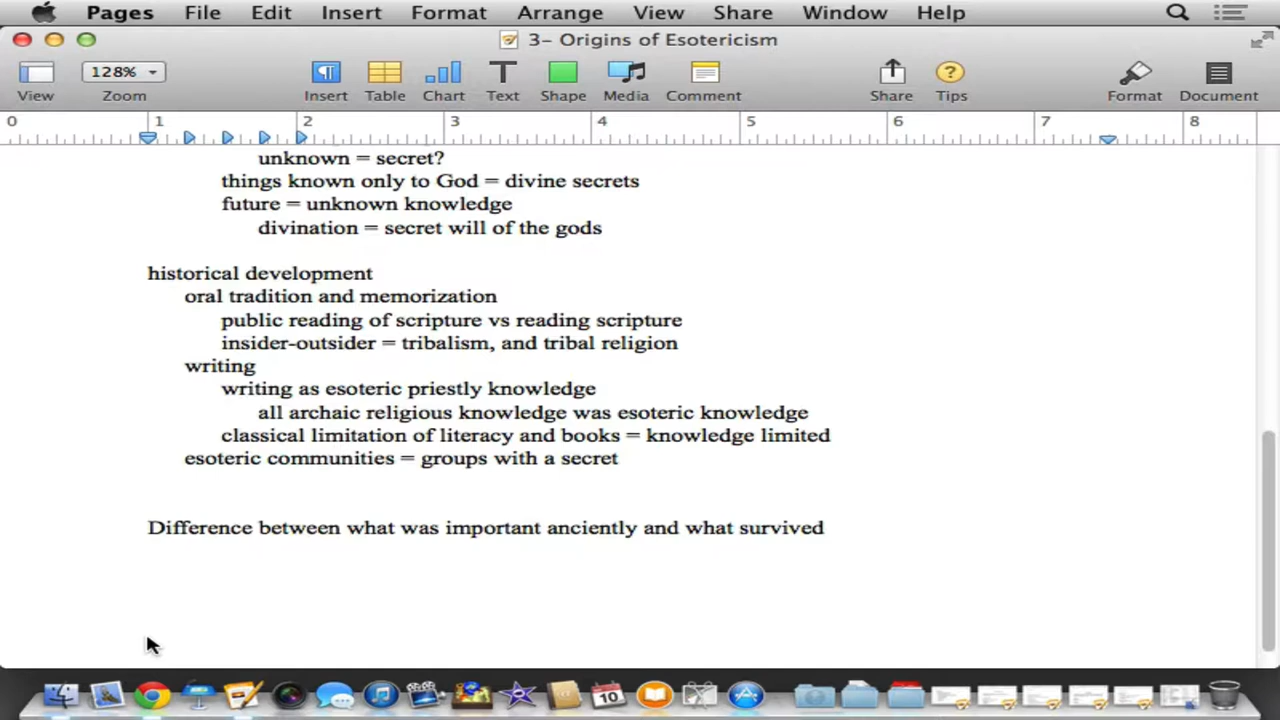 Pages File Edit Insert Format Arrange View Share Window Help
3– Origins of Esotericism
128%
View Zoom Insert Table Chart Text Shape Media Comment Share Tips Format Document
0 1 2 3 4 5 6 7 8
unknown = secret?
things known only to God = divine secrets
future = unknown knowledge
divination = secret will of the gods
historical development
oral tradition and memorization
public reading of scripture vs reading scripture
insider-outsider = tribalism, and tribal religion
writing
writing as esoteric priestly knowledge
all archaic religious knowledge was esoteric knowledge
classical limitation of literacy and books = knowledge limited
esoteric communities = groups with a secret
Difference between what was important anciently and what survived
10